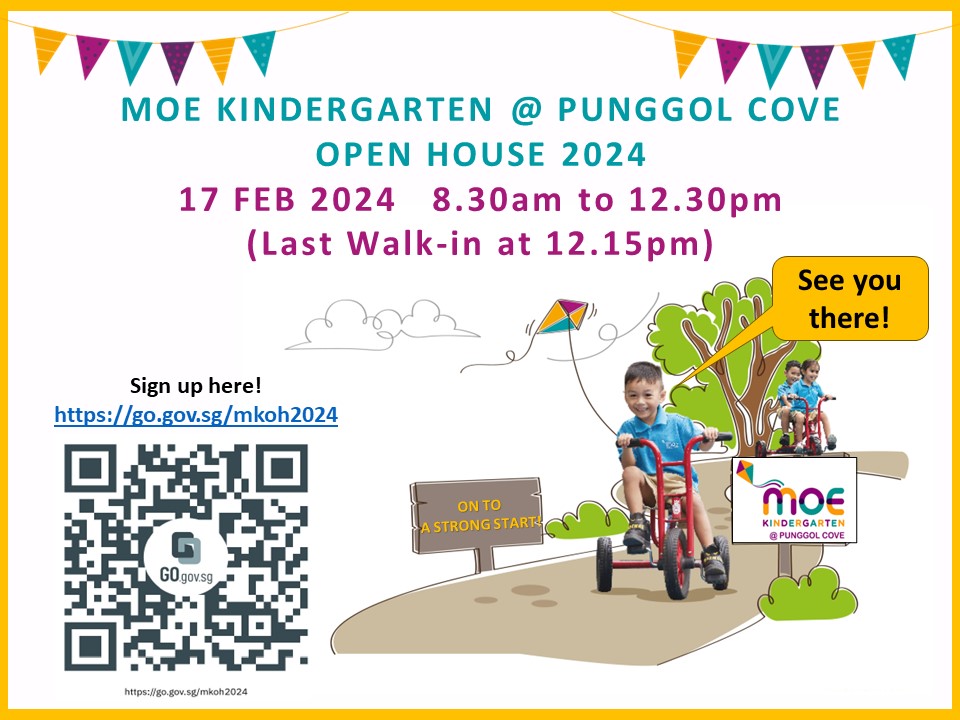 MOE KINDERGARTEN @ PUNGGOL COVE
OPEN HOUSE 2024
17 FEB 2024 8.30am to 12.30pm
(Last Walk-in at 12.15pm)
See you
there!
Sign up here!
https://go.gov.sg/mkoh2024
ON TO
A STRONG START!
moe
KINDERGARTEN
@ PUNGGOL COVE
GO.gov.sg
https://go.gov.sg/mkoh2024